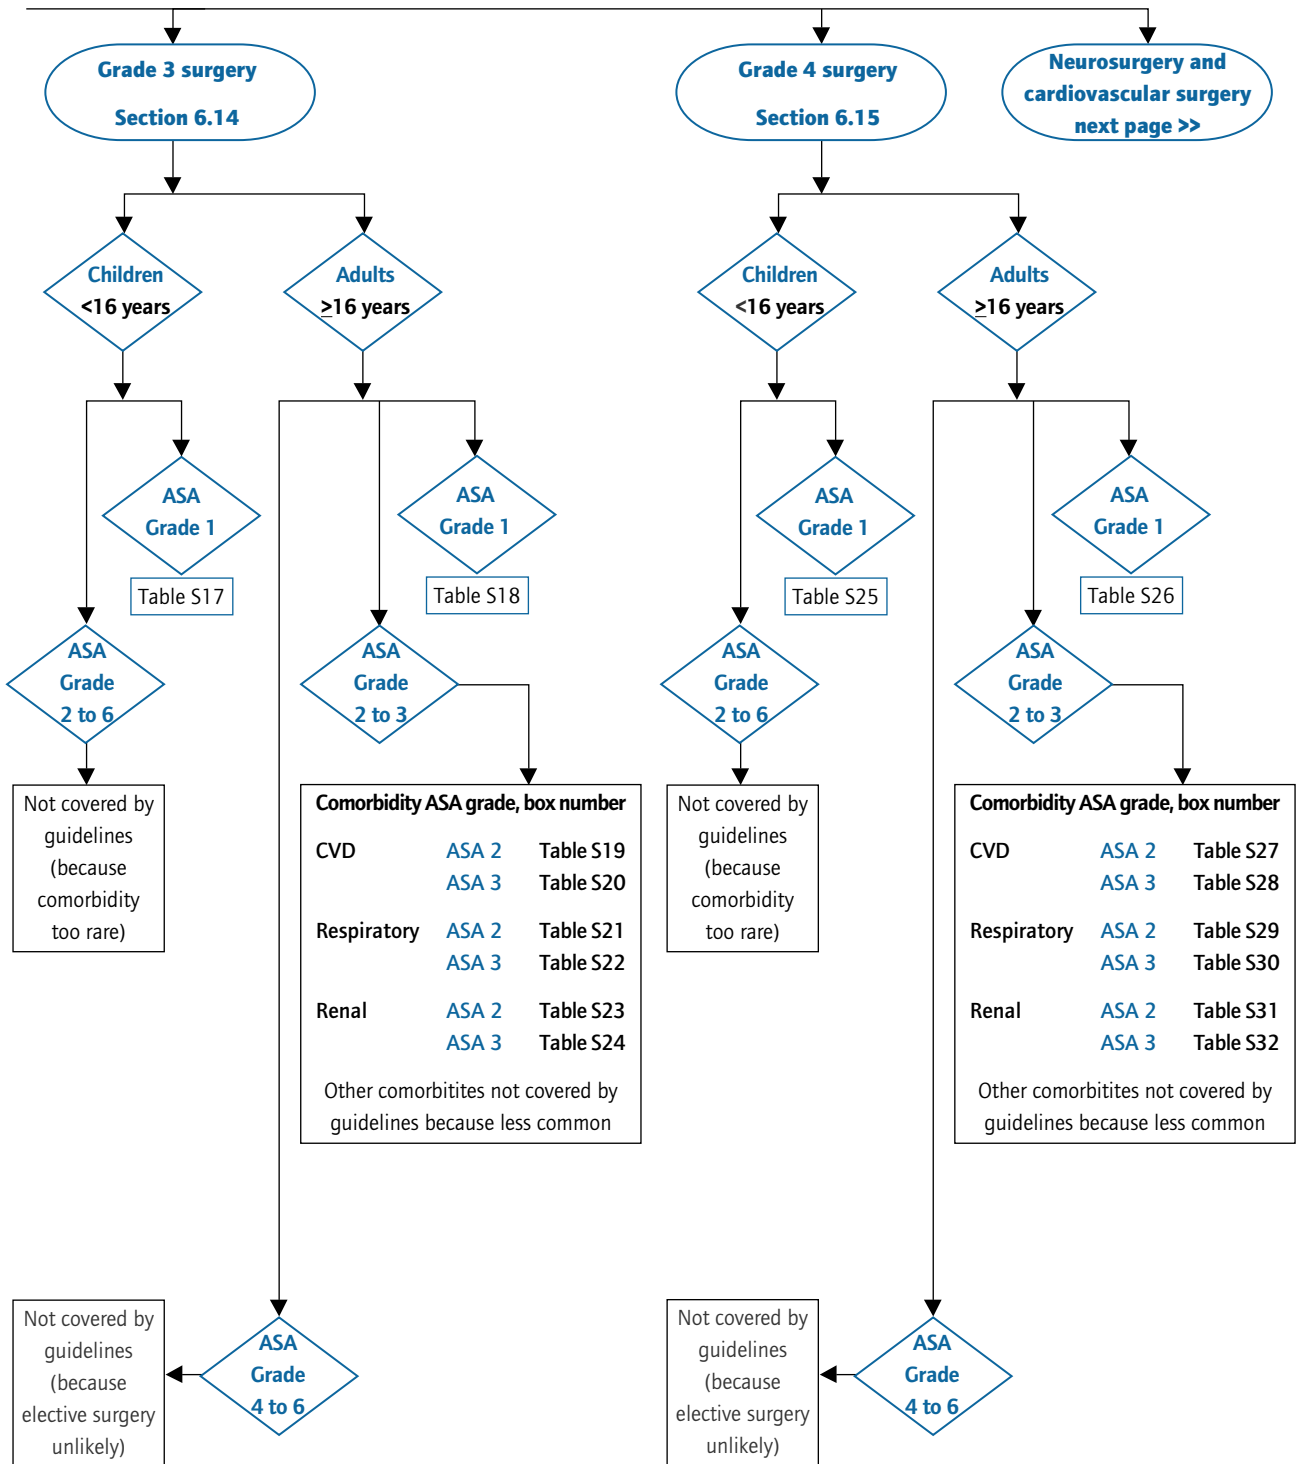 Grade 3 surgery
Section 6.14
Grade 4 surgery
Section 6.15
Neurosurgery and
cardiovascular surgery
next page >>
Children
<16 years
Adults
≥16 years
Children
<16 years
Adults
≥16 years
ASA
Grade 1
Table S17
ASA
Grade 1
Table S18
ASA
Grade 1
Table S25
ASA
Grade 1
Table S26
ASA
Grade
2 to 6
ASA
Grade
2 to 3
ASA
Grade
2 to 6
ASA
Grade
2 to 3
Not covered by
guidelines
(because
comorbidity
too rare)
Comorbidity ASA grade, box number
CVD ASA 2 Table S19
ASA 3 Table S20
Respiratory ASA 2 Table S21
ASA 3 Table S22
Renal ASA 2 Table S23
ASA 3 Table S24
Other comorbitites not covered by
guidelines because less common
Not covered by
guidelines
(because
comorbidity
too rare)
Comorbidity ASA grade, box number
CVD ASA 2 Table S27
ASA 3 Table S28
Respiratory ASA 2 Table S29
ASA 3 Table S30
Renal ASA 2 Table S31
ASA 3 Table S32
Other comorbitites not covered by
guidelines because less common
Not covered by
guidelines
(because
elective surgery
unlikely)
ASA
Grade
4 to 6
Not covered by
guidelines
(because
elective surgery
unlikely)
ASA
Grade
4 to 6